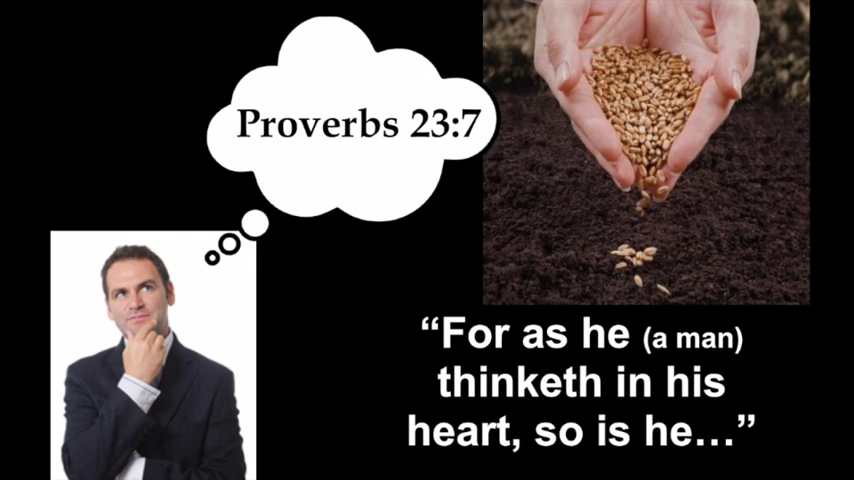 Proverbs 23:7
“For as he (a man)
thinketh in his
heart, so is he…”